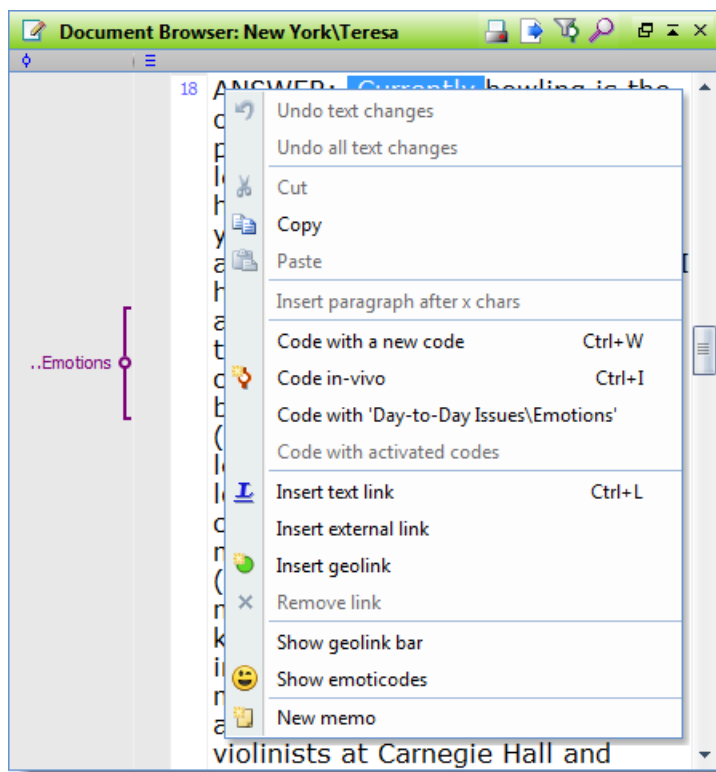 Document Browser: New York\Teresa
18 ANSWER: Currently bowling is the
Undo text changes
Undo all text changes
Cut
Copy
Paste
Insert paragraph after x chars
Code with a new code Ctrl+W
..Emotions
Code in-vivo Ctrl+I
Code with 'Day-to-Day Issues\Emotions'
Code with activated codes
Insert text link Ctrl+L
Insert external link
Insert geolink
Remove link
Show geolink bar
Show emoticodes
New memo
violinists at Carnegie Hall and